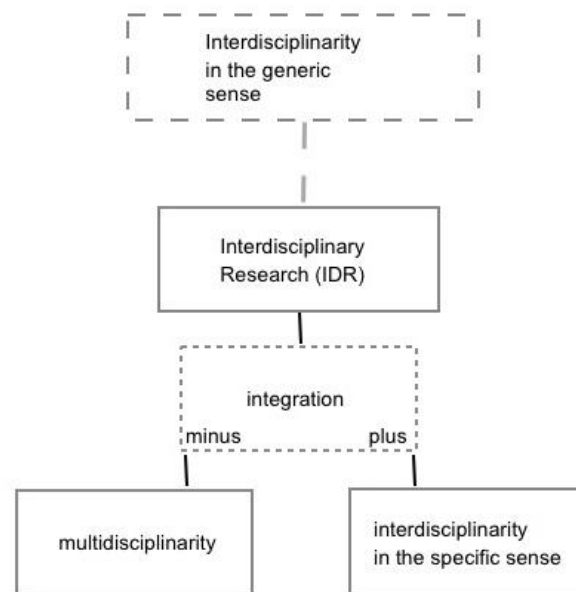 Interdisciplinarity
in the generic
sense
Interdisciplinary
Research (IDR)
integration
minus plus
multidisciplinarity
interdisciplinarity
in the specific sense